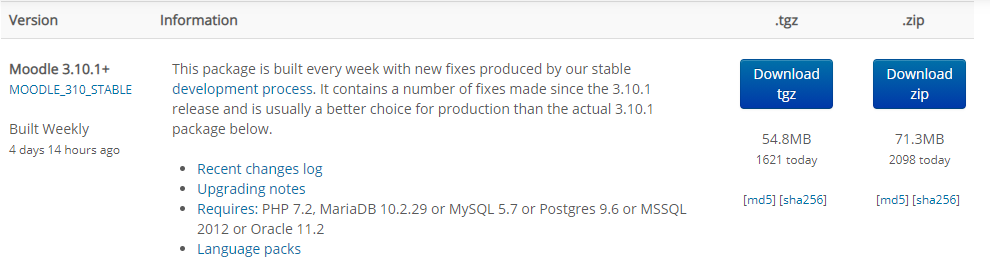 Version Information .tgz .zip
Moodle 3.10.1+
MOODLE_310_STABLE
Built Weekly
4 days 14 hours ago
This package is built every week with new fixes produced by our stable
development process. It contains a number of fixes made since the 3.10.1
release and is usually a better choice for production than the actual 3.10.1
package below.
Recent changes log
Upgrading notes
Requires: PHP 7.2, MariaDB 10.2.29 or MySQL 5.7 or Postgres 9.6 or MSSQL
2012 or Oracle 11.2
Language packs
Download
tgz
54.8MB
1621 today
[md5] [sha256]
Download
zip
71.3MB
2098 today
[md5] [sha256]